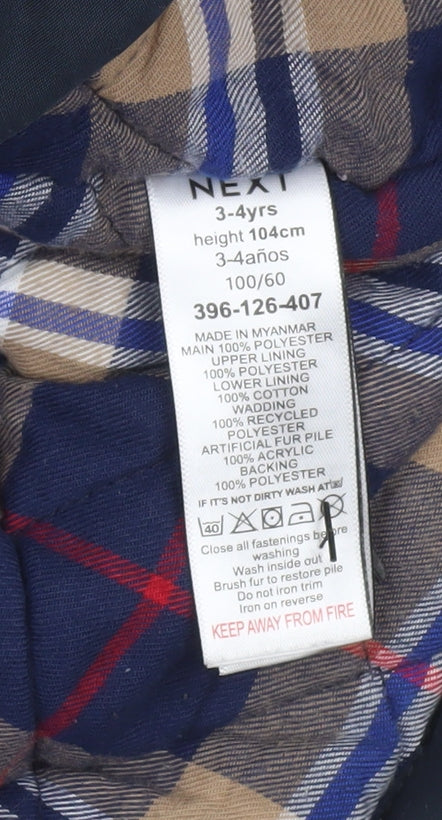 NEXT
3-4yrs
height 104cm
3-4años
100/60
396-126-407
MADE IN MYANMAR
MAIN 100% POLYESTER
UPPER LINING
100% POLYESTER
LOWER LINING
100% COTTON
WADDING
100% RECYCLED
POLYESTER
ARTIFICIAL FUR PILE
100% ACRYLIC
BACKING
100% POLYESTER
IF IT'S NOT DIRTY WASH AT 30
40
Close all fastenings before
washing
Wash inside out
Brush fur to restore pile
Do not iron trim
Iron on reverse
KEEP AWAY FROM FIRE